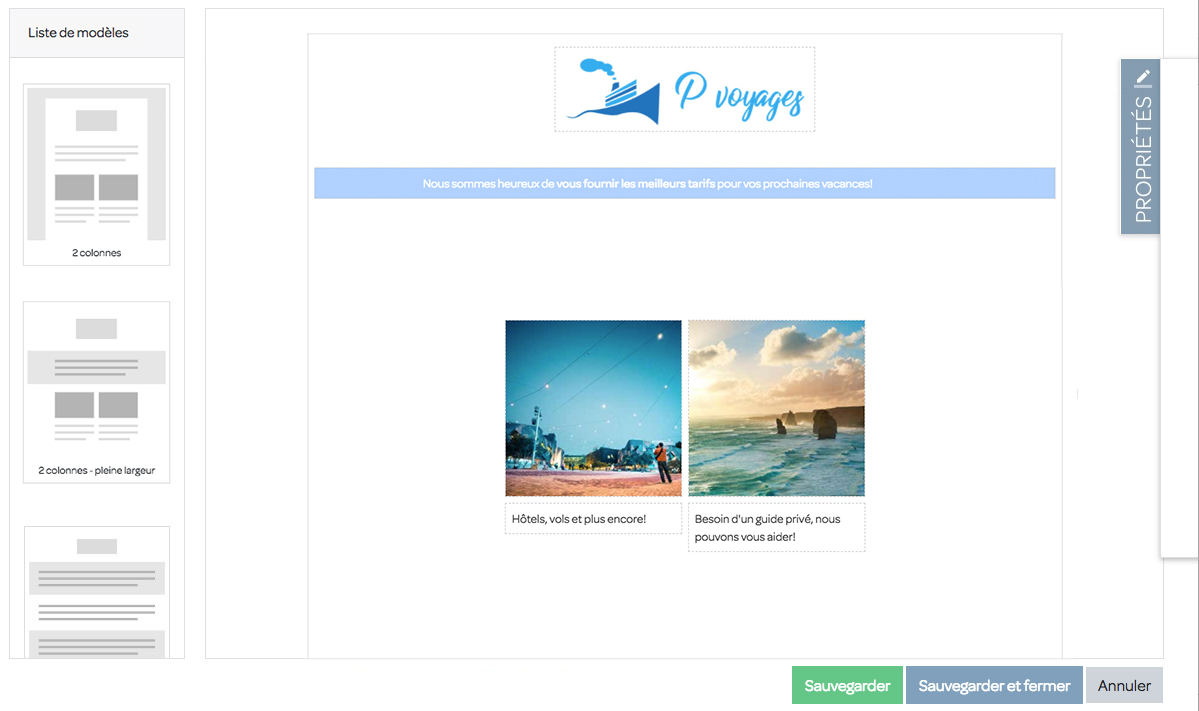 Liste de modèles
2 colonnes
2 colonnes - pleine largeur
P voyages
Nous sommes heureux de vous fournir les meilleurs tarifs pour vos prochaines vacances!
Hôtels, vols et plus encore!
Besoin d'un guide privé, nous
pouvons vous aider!
PROPRIÉTÉS
Sauvegarder
Sauvegarder et fermer
Annuler